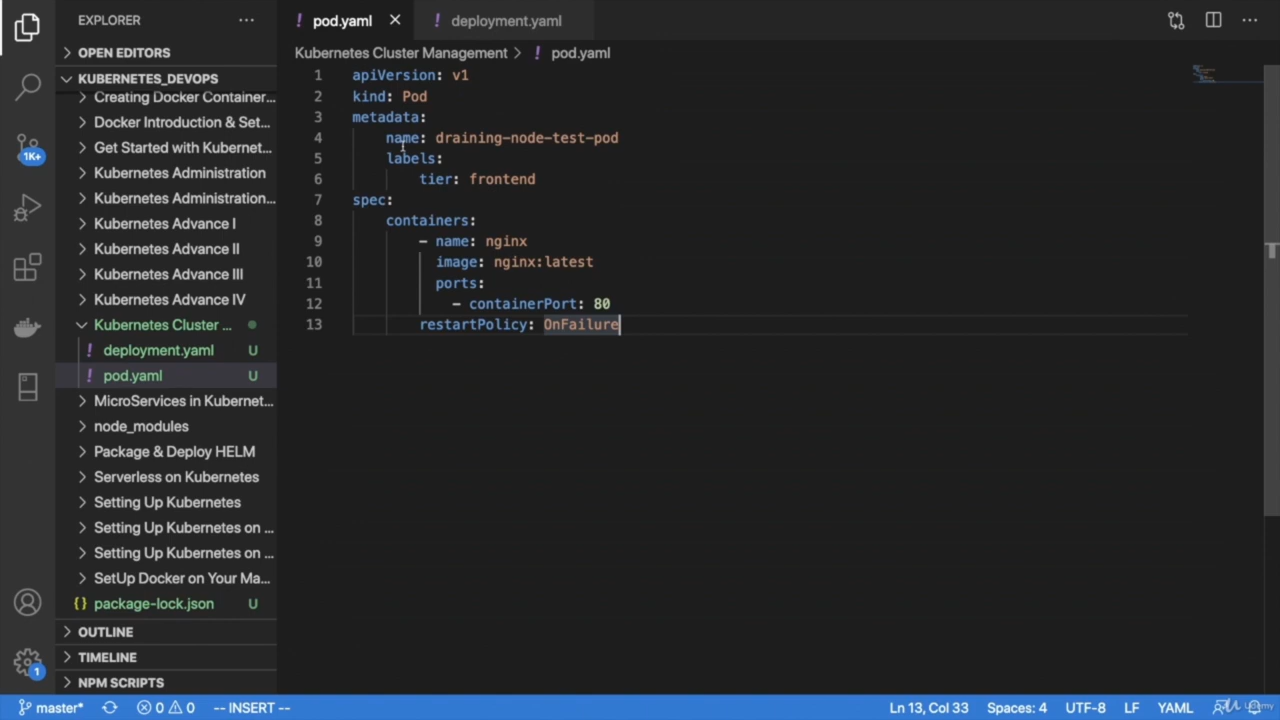 EXPLORER
OPEN EDITORS
KUBERNETES_DEVOPS
Creating Docker Container...
Docker Introduction & Set...
Get Started with Kubernet...
Kubernetes Administration
Kubernetes Administration...
Kubernetes Advance I
Kubernetes Advance II
Kubernetes Advance III
Kubernetes Advance IV
Kubernetes Cluster ...
! deployment.yaml U
! pod.yaml U
MicroServices in Kubernet...
node_modules
Package & Deploy HELM
Serverless on Kubernetes
Setting Up Kubernetes
Setting Up Kubernetes on ...
Setting Up Kubernetes on ...
SetUp Docker on Your Ma...
{} package-lock.json U
OUTLINE
TIMELINE
NPM SCRIPTS
1K+
1
! pod.yaml
! deployment.yaml
Kubernetes Cluster Management > ! pod.yaml
1 apiVersion: v1
2 kind: Pod
3 metadata:
4 name: draining-node-test-pod
5 labels:
6 tier: frontend
7 spec:
8 containers:
9 - name: nginx
10 image: nginx:latest
11 ports:
12 - containerPort: 80
13 restartPolicy: OnFailure
master* 0 0 -- INSERT -- Ln 13, Col 33 Spaces: 4 UTF-8 LF YAML
Udemy